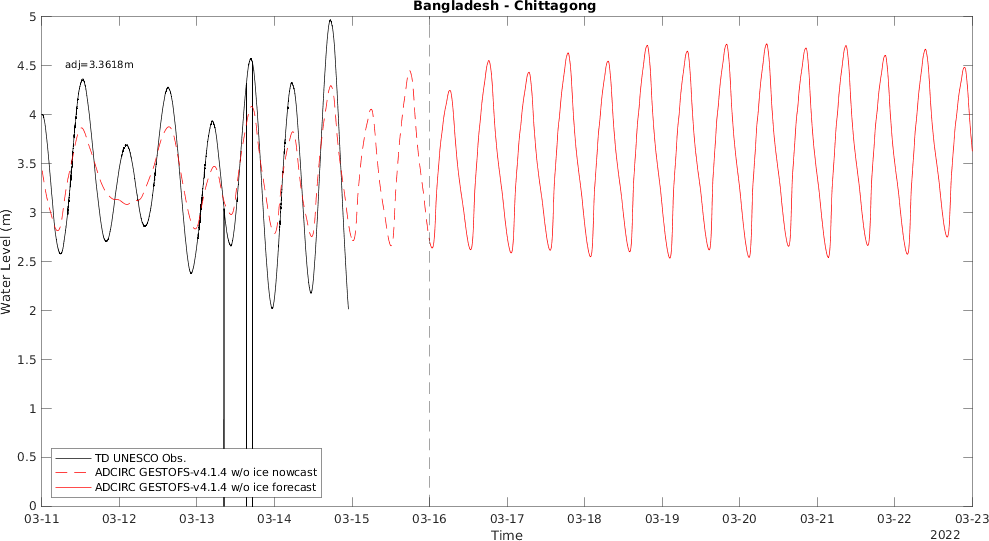 Bangladesh - Chittagong
adj=3.3618m
Water Level (m)
5
4.5
4
3.5
3
2.5
2
1.5
1
0.5
0
TD UNESCO Obs.
ADCIRC GESTOFS-v4.1.4 w/o ice nowcast
ADCIRC GESTOFS-v4.1.4 w/o ice forecast
03-11 03-12 03-13 03-14 03-15 03-16 03-17 03-18 03-19 03-20 03-21 03-22 03-23
Time
2022